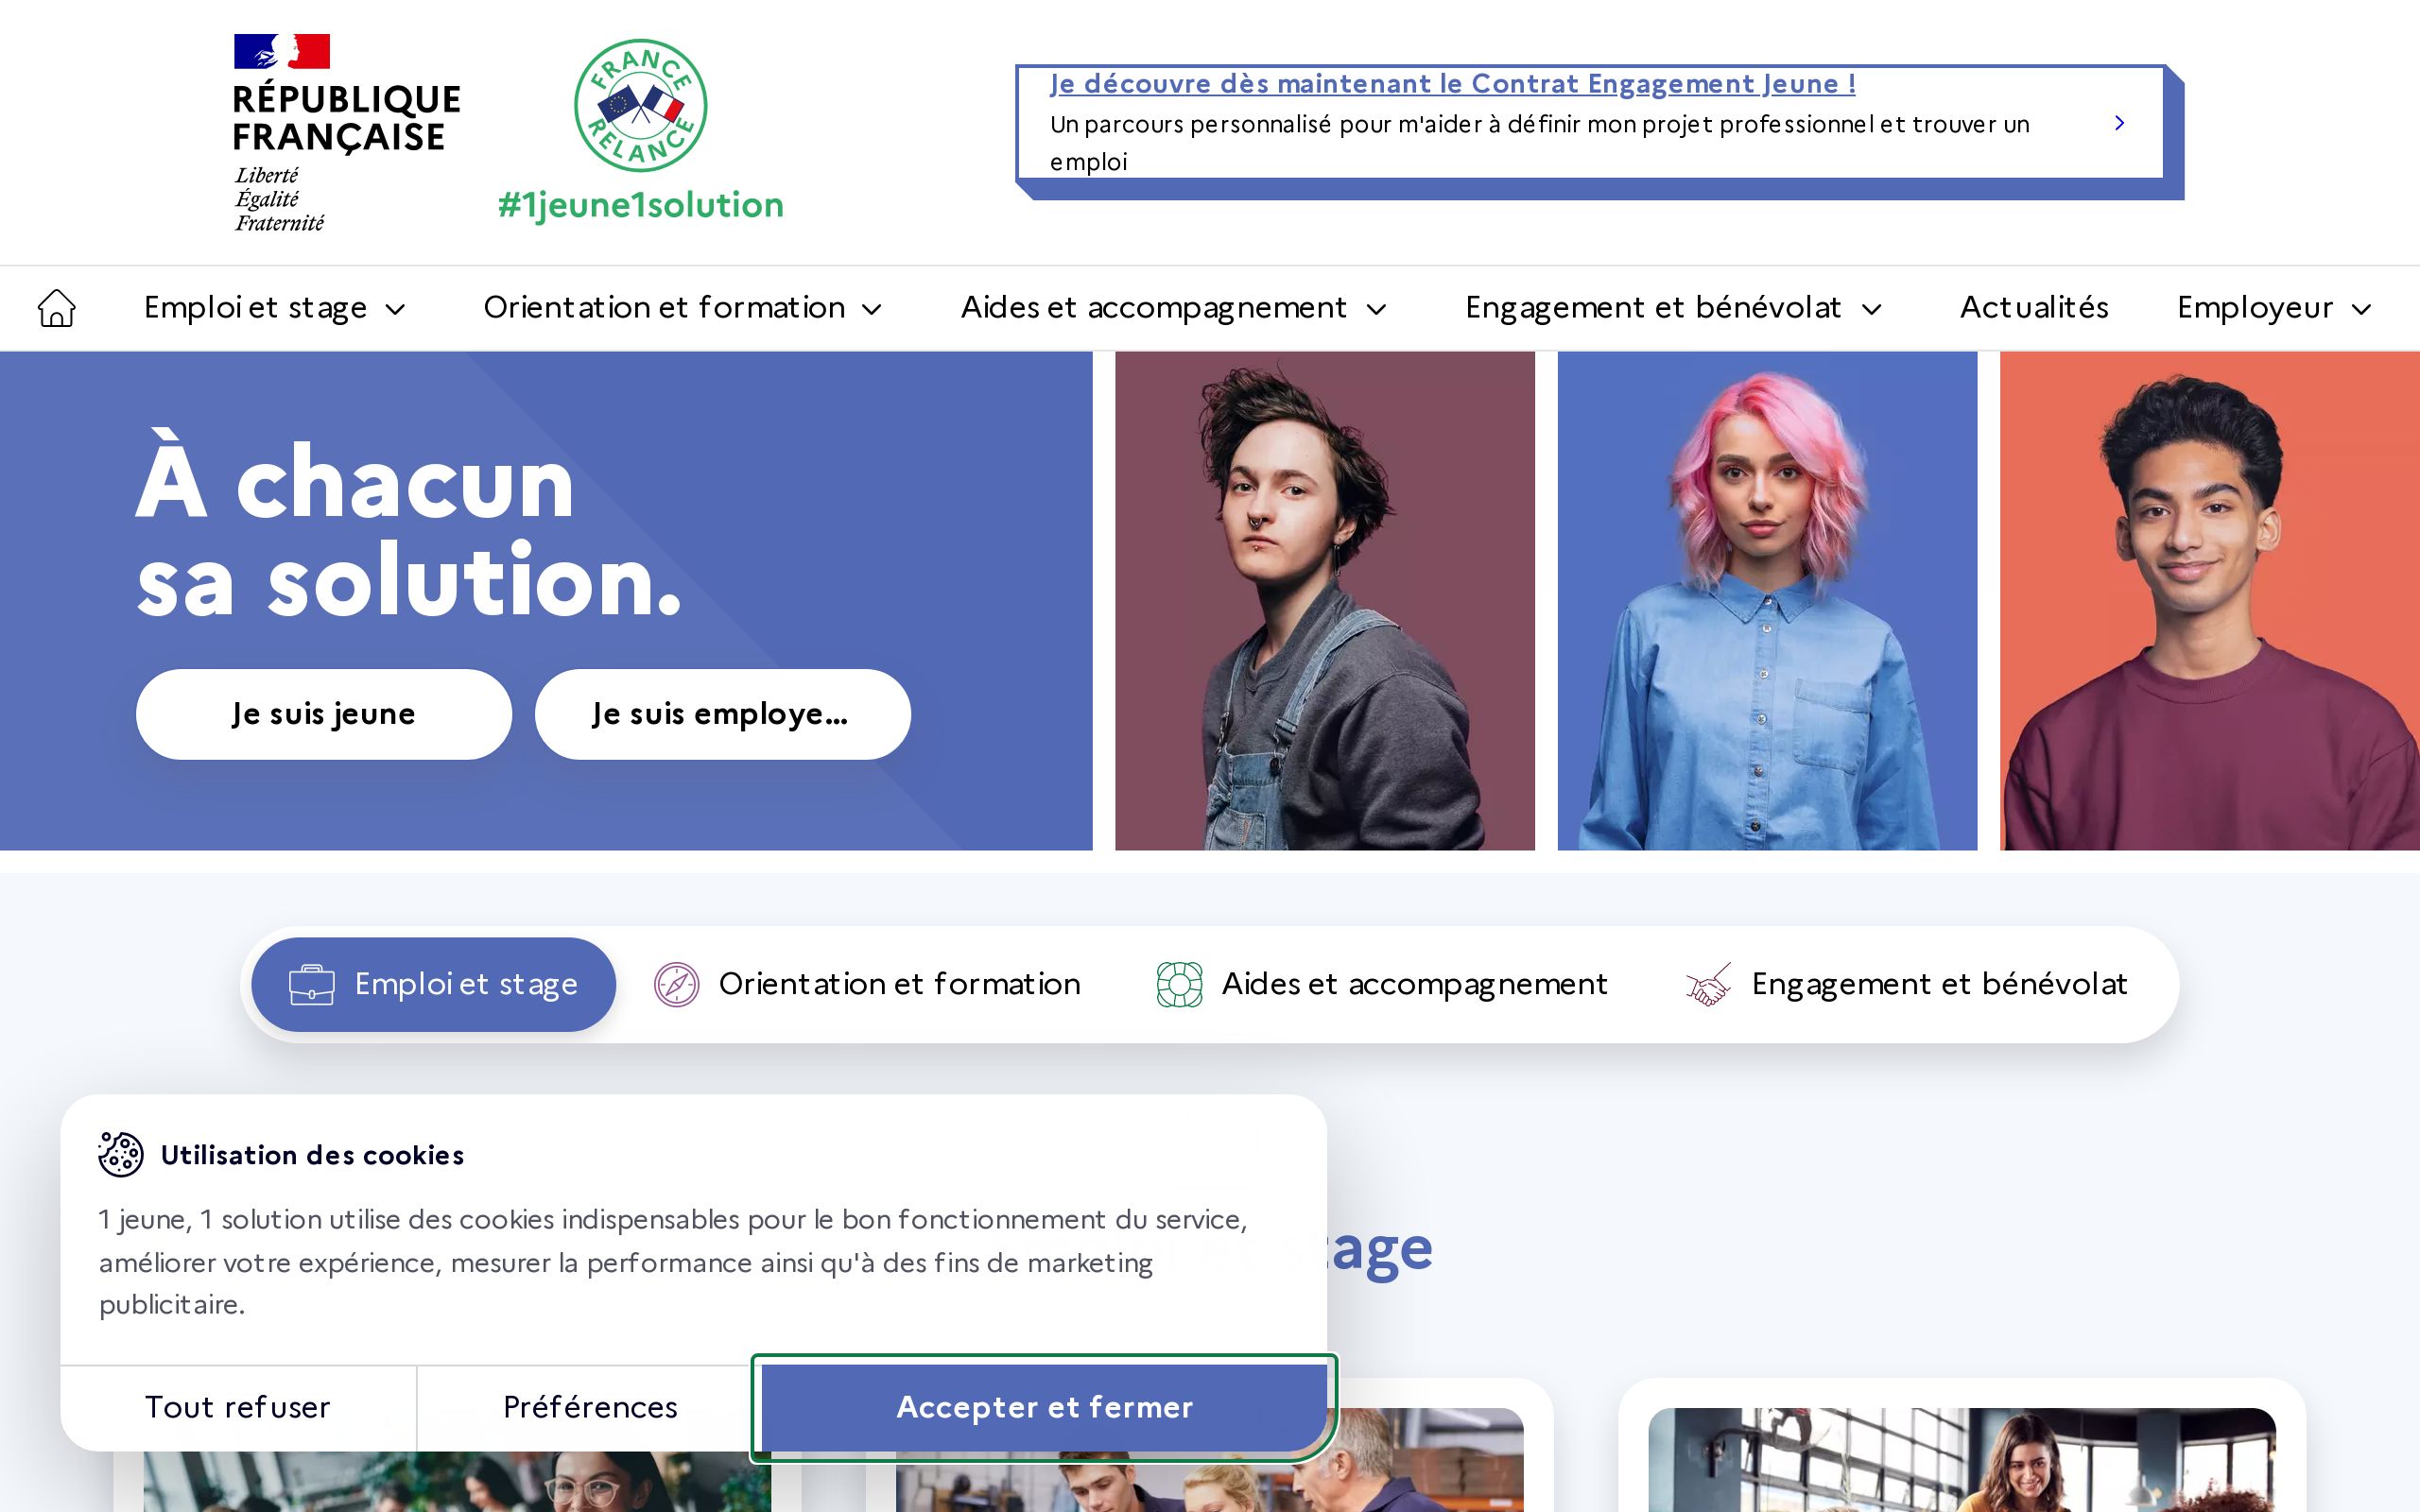 RÉPUBLIQUE
FRANÇAISE
Liberté
Égalité
Fraternité
FRANCE
RELANCE
#1jeune1solution
Je découvre dès maintenant le Contrat Engagement Jeune !
Un parcours personnalisé pour m'aider à définir mon projet professionnel et trouver un
emploi
Emploi et stage
Orientation et formation
Aides et accompagnement
Engagement et bénévolat
Actualités
Employeur
À chacun
sa solution.
Je suis jeune
Je suis employe...
Emploi et stage
Orientation et formation
Aides et accompagnement
Engagement et bénévolat
Utilisation des cookies
1 jeune, 1 solution utilise des cookies indispensables pour le bon fonctionnement du service,
améliorer votre expérience, mesurer la performance ainsi qu'à des fins de marketing
publicitaire.
tage
Tout refuser
Préférences
Accepter et fermer